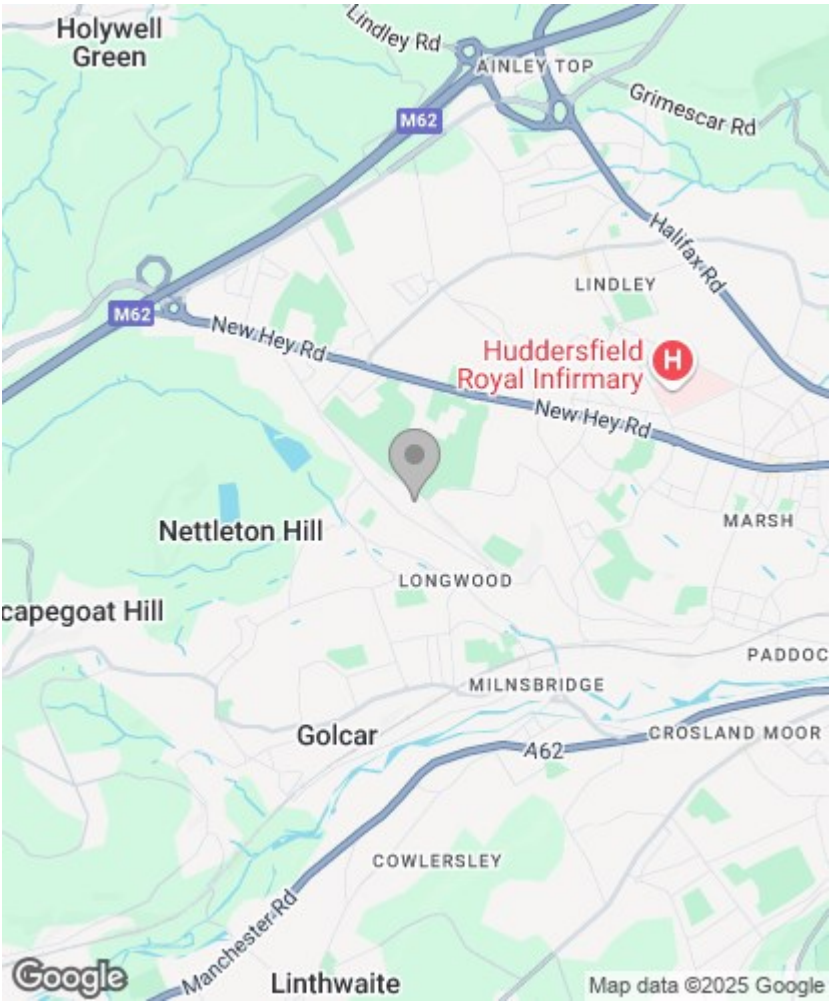 Holywell
Green
Lindley Rd
AINLEY TOP
Grimescar Rd
M62
Halifax Rd
LINDLEY
M62
New Hey Rd
Huddersfield
Royal Infirmary
H
New Hey Rd
MARSH
Nettleton Hill
LONGWOOD
capegoat Hill
PADDOC
MILNSBRIDGE
Golcar
CROSLAND MOOR
A62
COWLERSLEY
Manchester Rd
Linthwaite
Google
Map data ©2025 Google